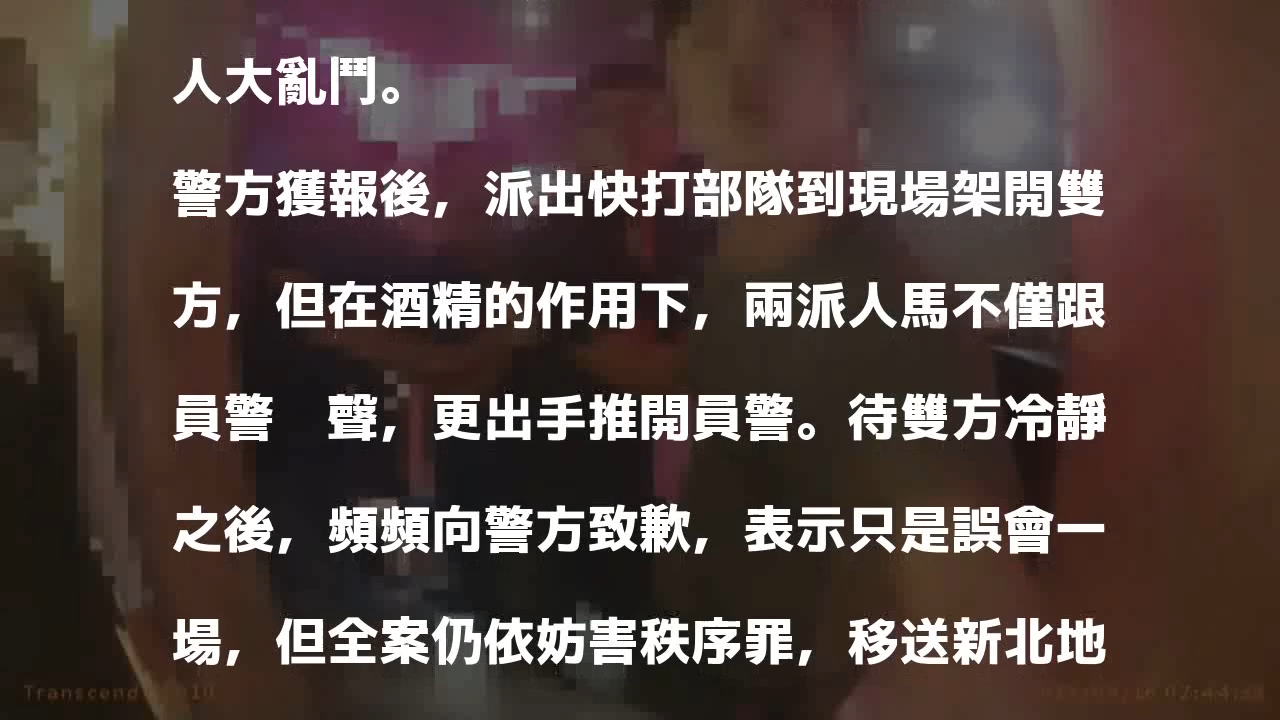 人大亂鬥。
警方獲報後，派出快打部隊到現場架開雙
方，但在酒精的作用下，兩派人馬不僅跟
員警　聲，更出手推開員警。待雙方冷靜
之後，頻頻向警方致歉，表示只是誤會一
場，但全案仍依妨害秩序罪，移送新北地
Transcend